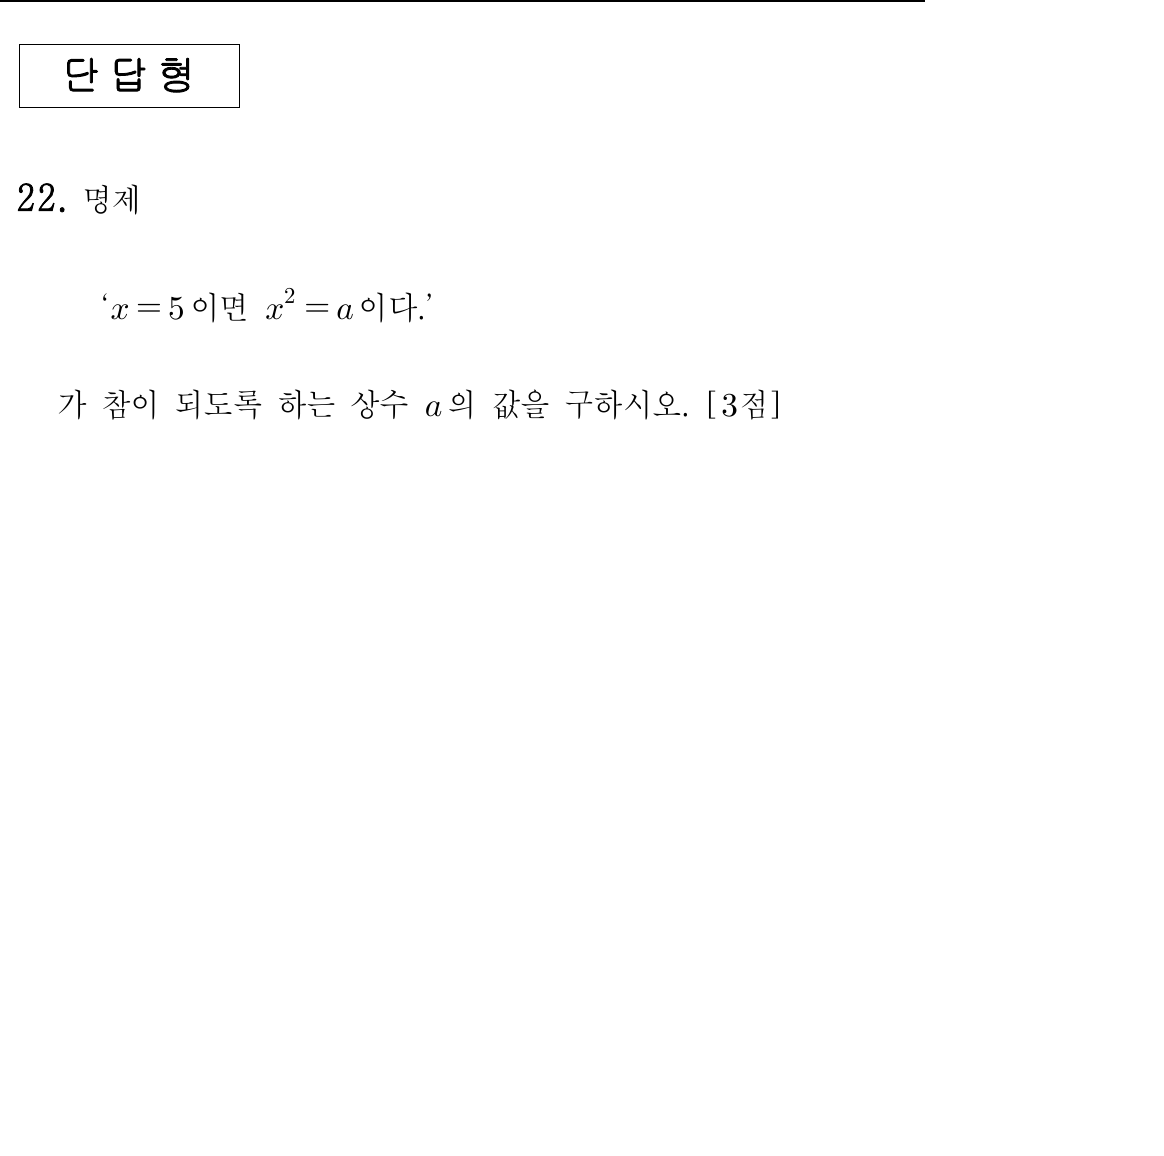 단 답 형
22. 명제
‘x = 5 이면 x² = a 이다.’
가 참이 되도록 하는 상수 a 의 값을 구하시오. [3점]